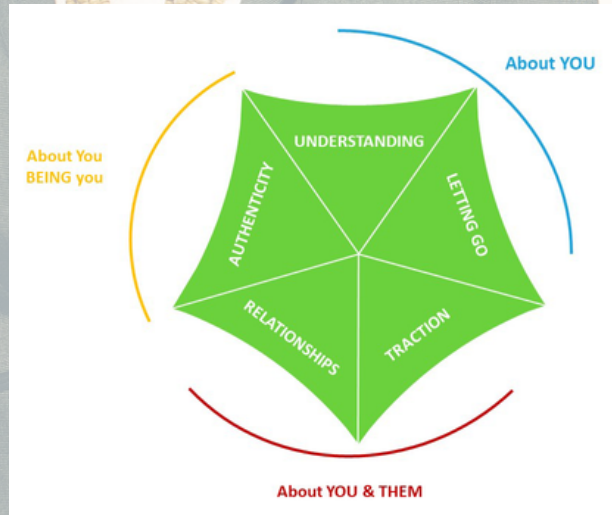 About YOU
UNDERSTANDING
About You
BEING you
AUTHENTICITY
LETTING GO
RELATIONSHIPS
TRACTION
About YOU & THEM